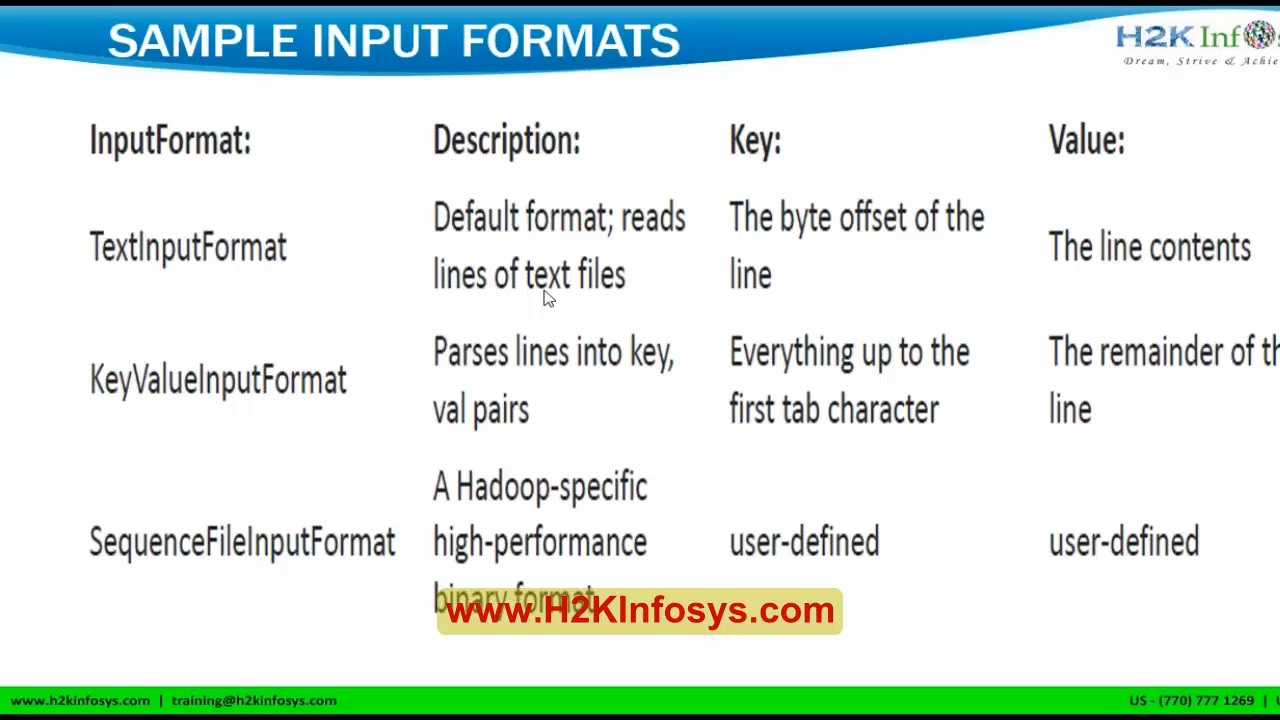 SAMPLE INPUT FORMATS
H2K Inf
Dream, Strive & Achie
InputFormat: Description: Key: Value:
TextInputFormat
Default format; reads
lines of text files
The byte offset of the
line
The line contents
KeyValueInputFormat
Parses lines into key,
val pairs
Everything up to the
first tab character
The remainder of th
line
SequenceFileInputFormat
A Hadoop-specific
high-performance
binary format
user-defined
user-defined
www.H2KInfosys.com
www.h2kinfosys.com | training@h2kinfosys.com
US - (770) 777 1269 |